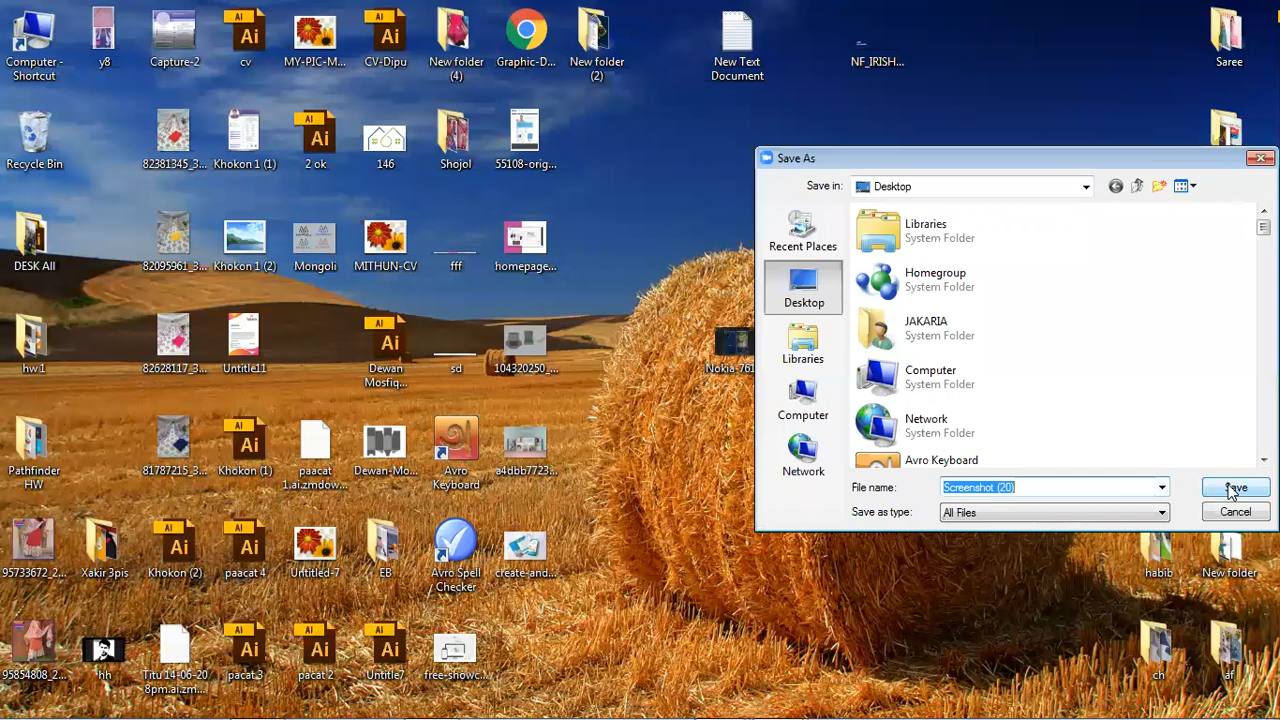 Computer -
Shortcut
y8
Capture-2
cv
MY-PIC-M...
CV-Dipu
New folder
(4)
Graphic-D...
New folder
(2)
New Text
Document
NF_IRISH...
Saree
Recycle Bin
82381345_3...
Khokon 1 (1)
2 ok
146
Shojol
55108-orig...
DESK All
82095961_3...
Khokon 1 (2)
Mongoli
MITHUN-CV
fff
homepage...
hw1
82628117_3...
Untitle11
Dewan
Mosfiq...
sd
104320250_...
Nokia-761
Pathfinder
HW
81787215_3...
Khokon (1)
paacat
1.ai.zmdow...
Dewan-Mo...
Avro
Keyboard
a4dbb7723...
95733672_2...
Xakir 3pis
Khokon (2)
paacat 4
Untitled-7
EB
Avro Spell
Checker
create-and...
habib
New folder
95854808_2...
hh
Titu 14-06-20
8pm.ai.zm...
pacat 3
pacat 2
Untitle7
free-showc...
ch
af
Save As
Save in:
Desktop
Recent Places
Desktop
Libraries
Computer
Network
Libraries
System Folder
Homegroup
System Folder
JAKARIA
System Folder
Computer
System Folder
Network
System Folder
Avro Keyboard
File name:
Screenshot (20)
Save
Save as type:
All Files
Cancel